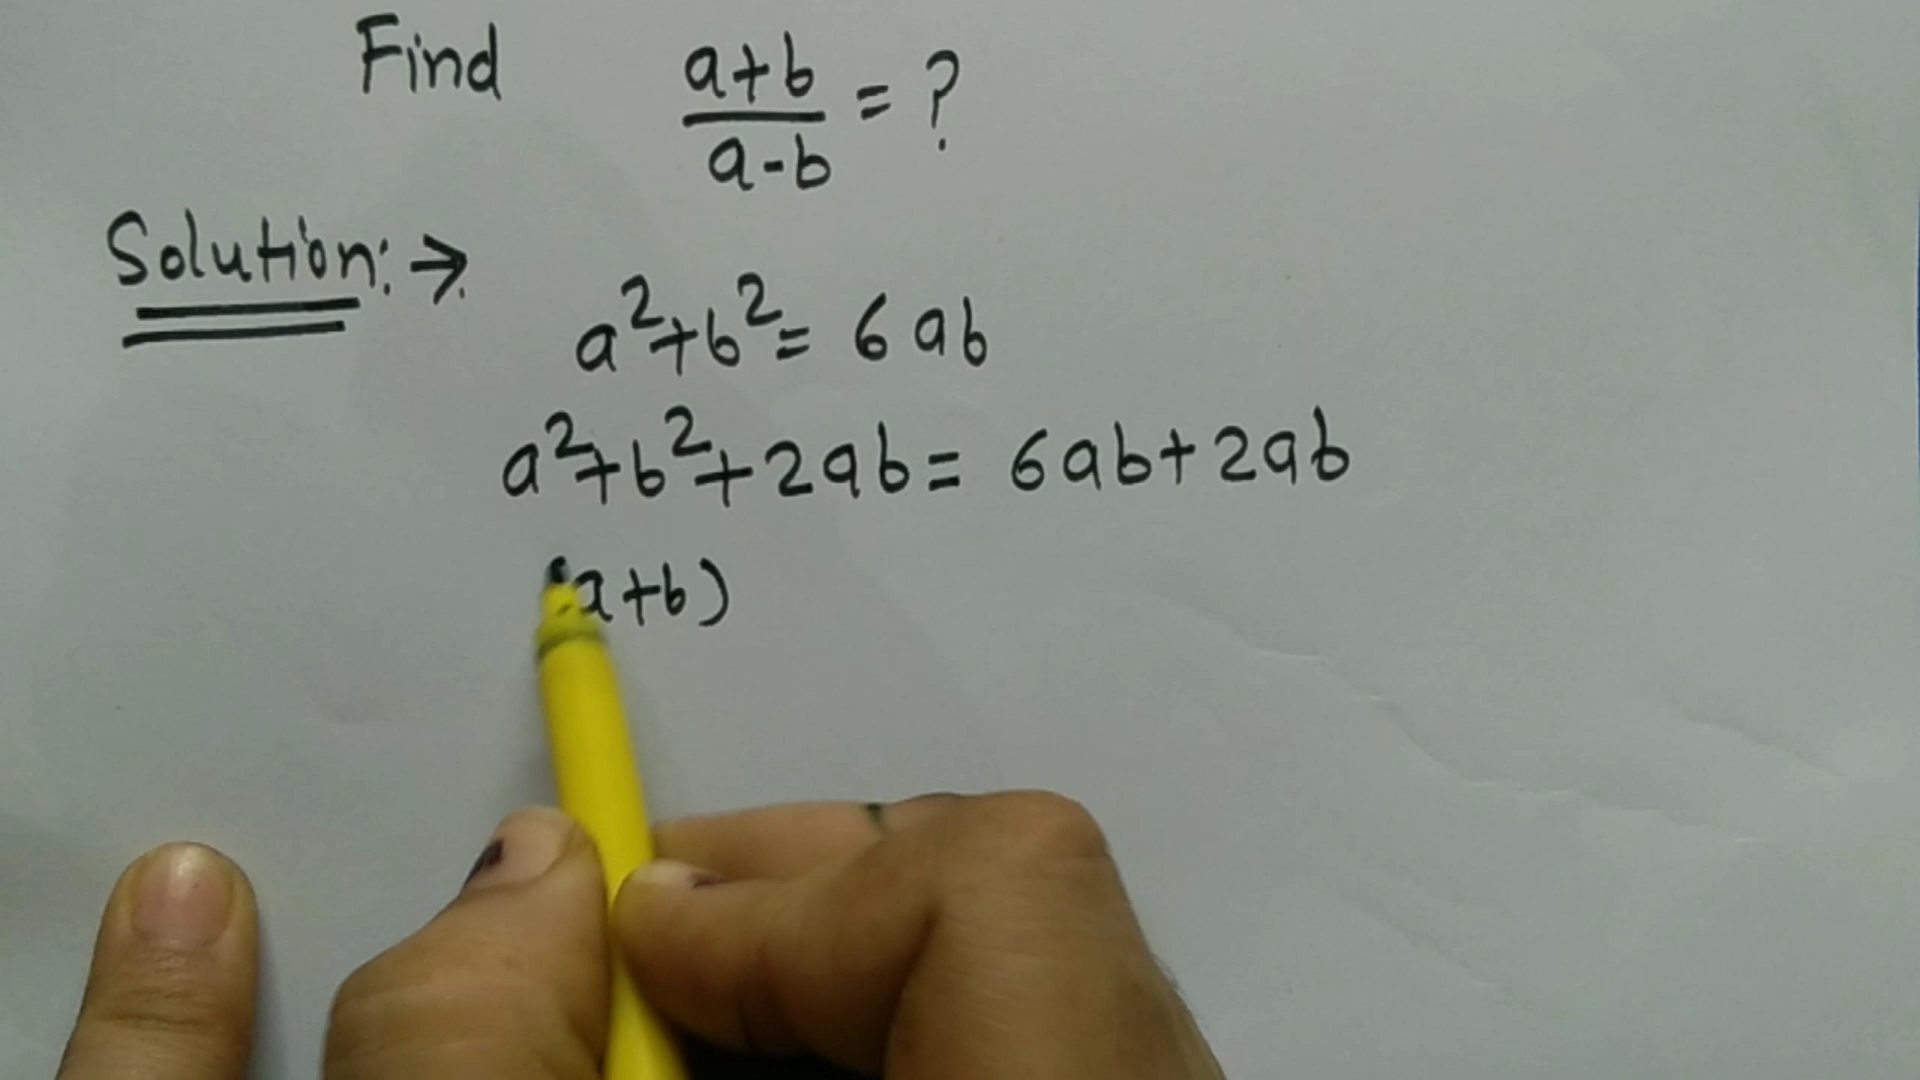 Find a+b/a-b = ?
Solution:→
a²+b²= 6ab
a²+b²+2ab= 6ab+2ab
(a+b)